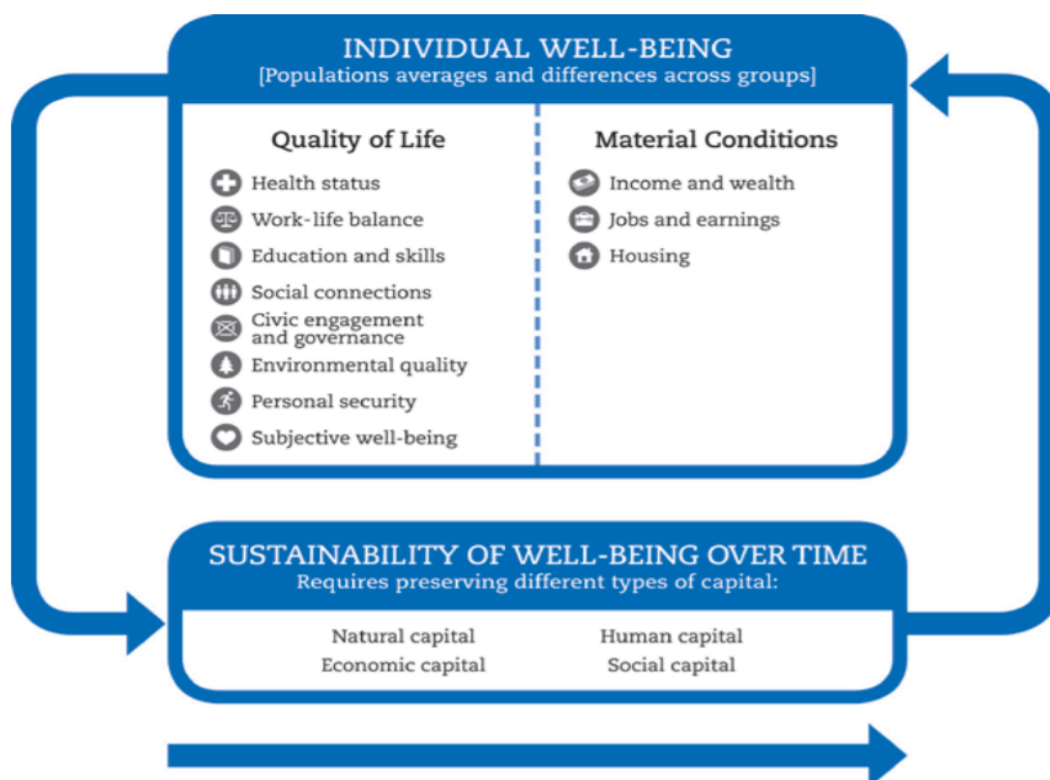 INDIVIDUAL WELL-BEING
[Populations averages and differences across groups]
Quality of Life
Health status
Work-life balance
Education and skills
Social connections
Civic engagement
and governance
Environmental quality
Personal security
Subjective well-being
Material Conditions
Income and wealth
Jobs and earnings
Housing
SUSTAINABILITY OF WELL-BEING OVER TIME
Requires preserving different types of capital:
Natural capital
Human capital
Economic capital
Social capital